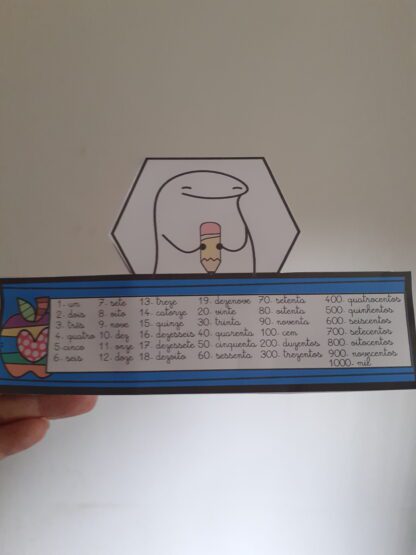 1- um
2- dois
3- três
4. quatro
5-cinco
6- seis
7- sete
8 oito
9- nove
10- dez
11- onze
12- doze
13- treze
14- catorze
15- quinze
16- dezesseis
17- dezessete
18- dezoito
19- dezenove
20- vinte
30- trinta
40- quarenta
50- cinquenta
60- sessenta
70- setenta
80- oitenta
90- noventa
100- cem
200- duzentos
300- trezentos
400- quatrocentos
500- quinhentos
600- seiscentos
700- setecentos
800- oitocentos
900- novecentos
1000- mil